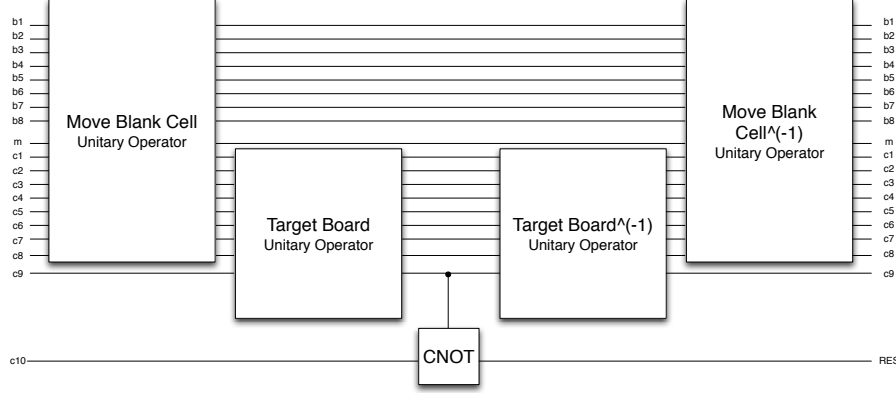 b1
b2
b3
b4
b5
b6
b7
b8
m
c1
c2
c3
c4
c5
c6
c7
c8
c9
c10
Move Blank Cell
Unitary Operator
Target Board
Unitary Operator
CNOT
Target Board^(-1)
Unitary Operator
Move Blank
Cell^(-1)
Unitary Operator
b1
b2
b3
b4
b5
b6
b7
b8
m
c1
c2
c3
c4
c5
c6
c7
c8
c9
RES